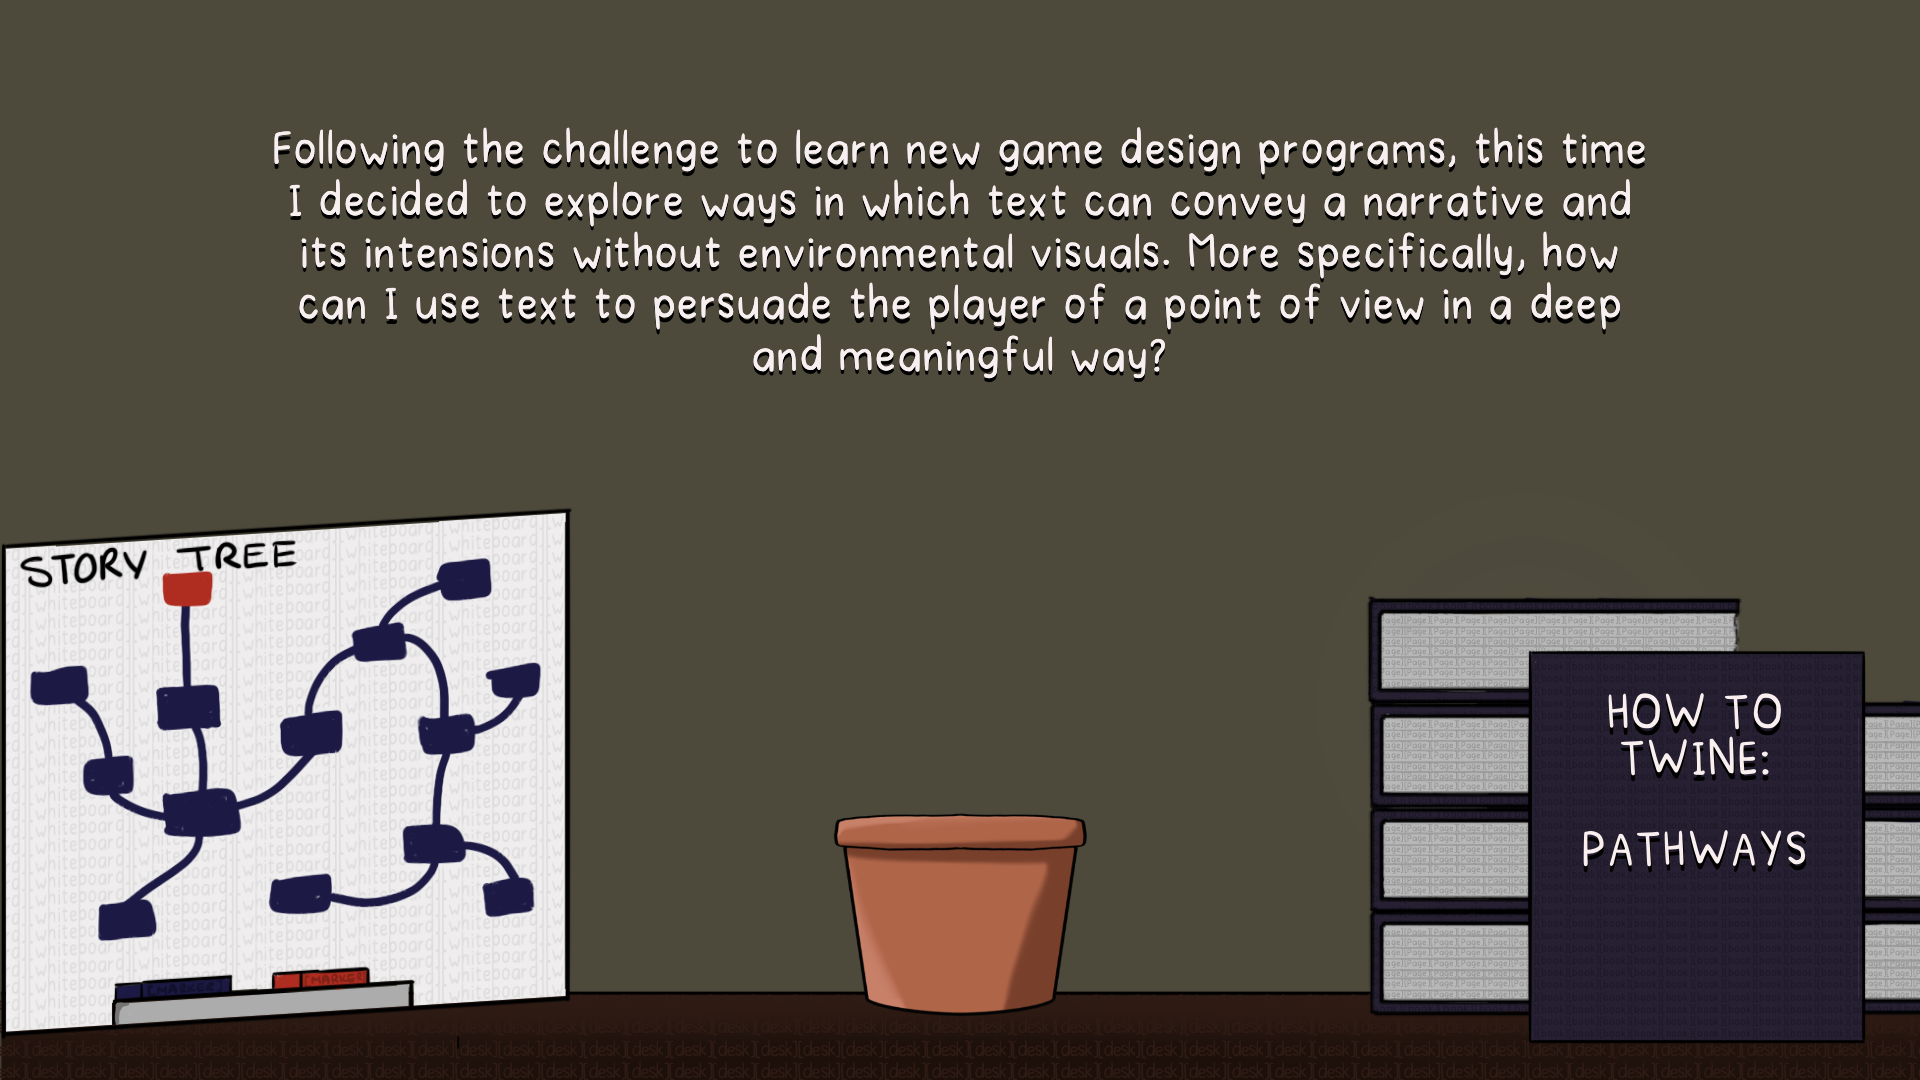 Following the challenge to learn new game design programs, this time
I decided to explore ways in which text can convey a narrative and
its intensions without environmental visuals. More specifically, how
can I use text to persuade the player of a point of view in a deep
and meaningful way?
STORY TREE
HOW TO
TWINE:
PATHWAYS
[MARKER]
[MARKER]